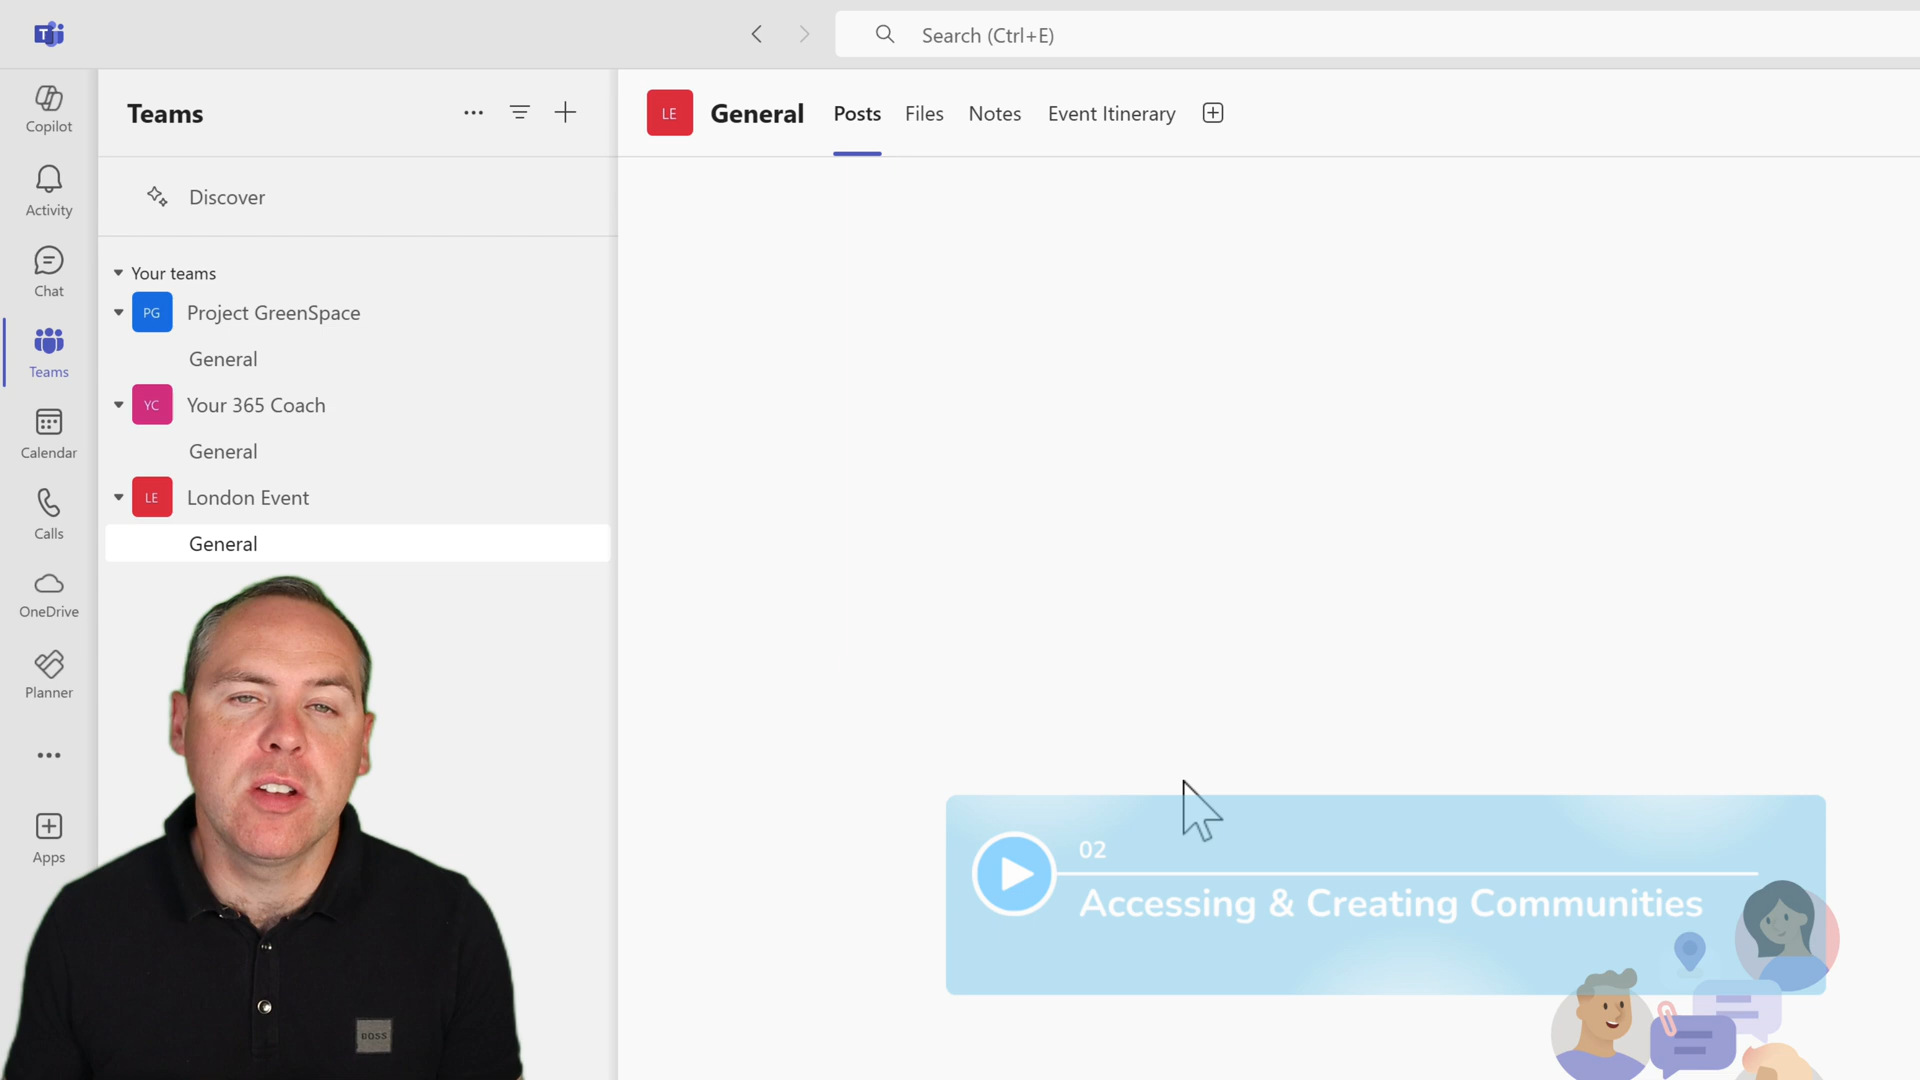 T
Search (Ctrl+E)
Copilot
Activity
Chat
Teams
Calendar
Calls
OneDrive
Planner
Apps
Teams
Discover
Your teams
PG Project GreenSpace
General
YC Your 365 Coach
General
LE London Event
General
LE General Posts Files Notes Event Itinerary
BOSS
02
Accessing & Creating Communities